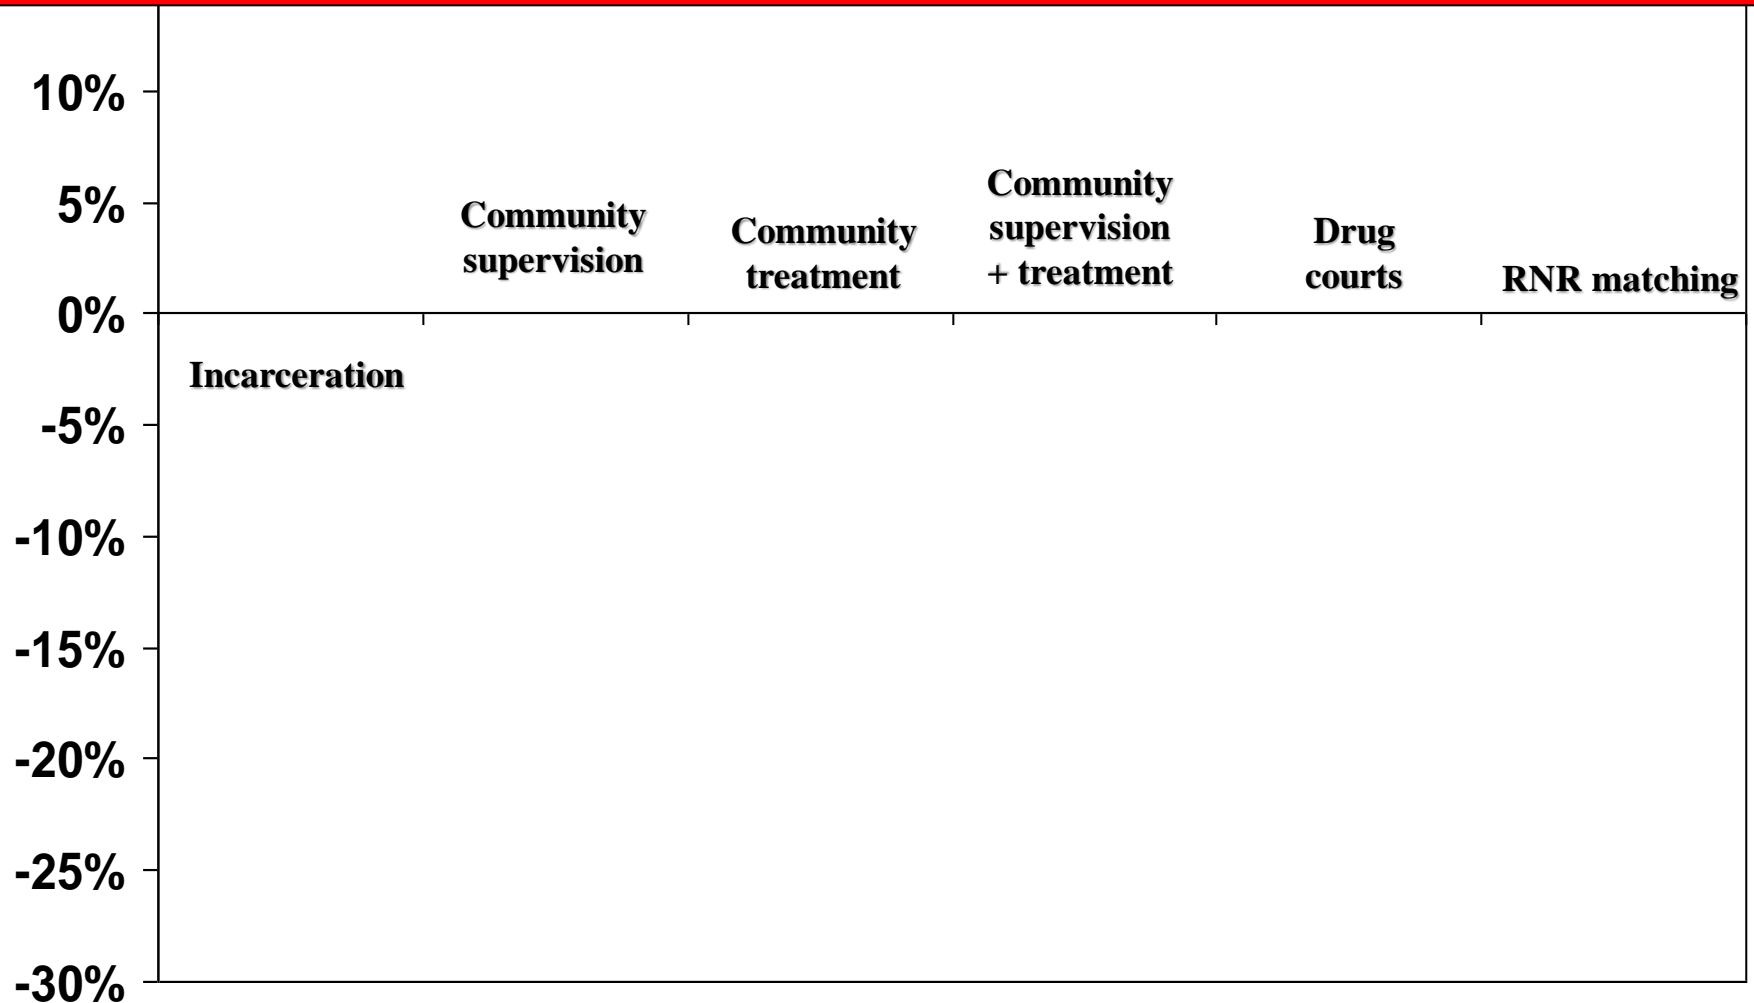 10%
5%
0%
-5%
-10%
-15%
-20%
-25%
-30%
Incarceration
Community
supervision
Community
treatment
Community
supervision
+ treatment
Drug
courts
RNR matching